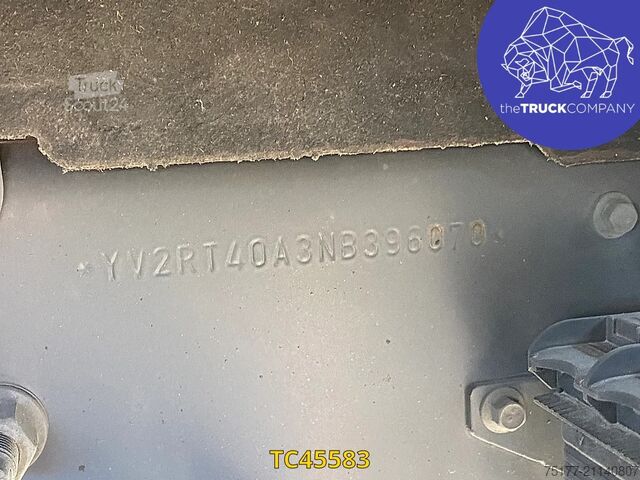 Truck
Scout24
theTRUCKCOMPANY
*YV2RT40A3NB396070*
TC45583
75177-21140807